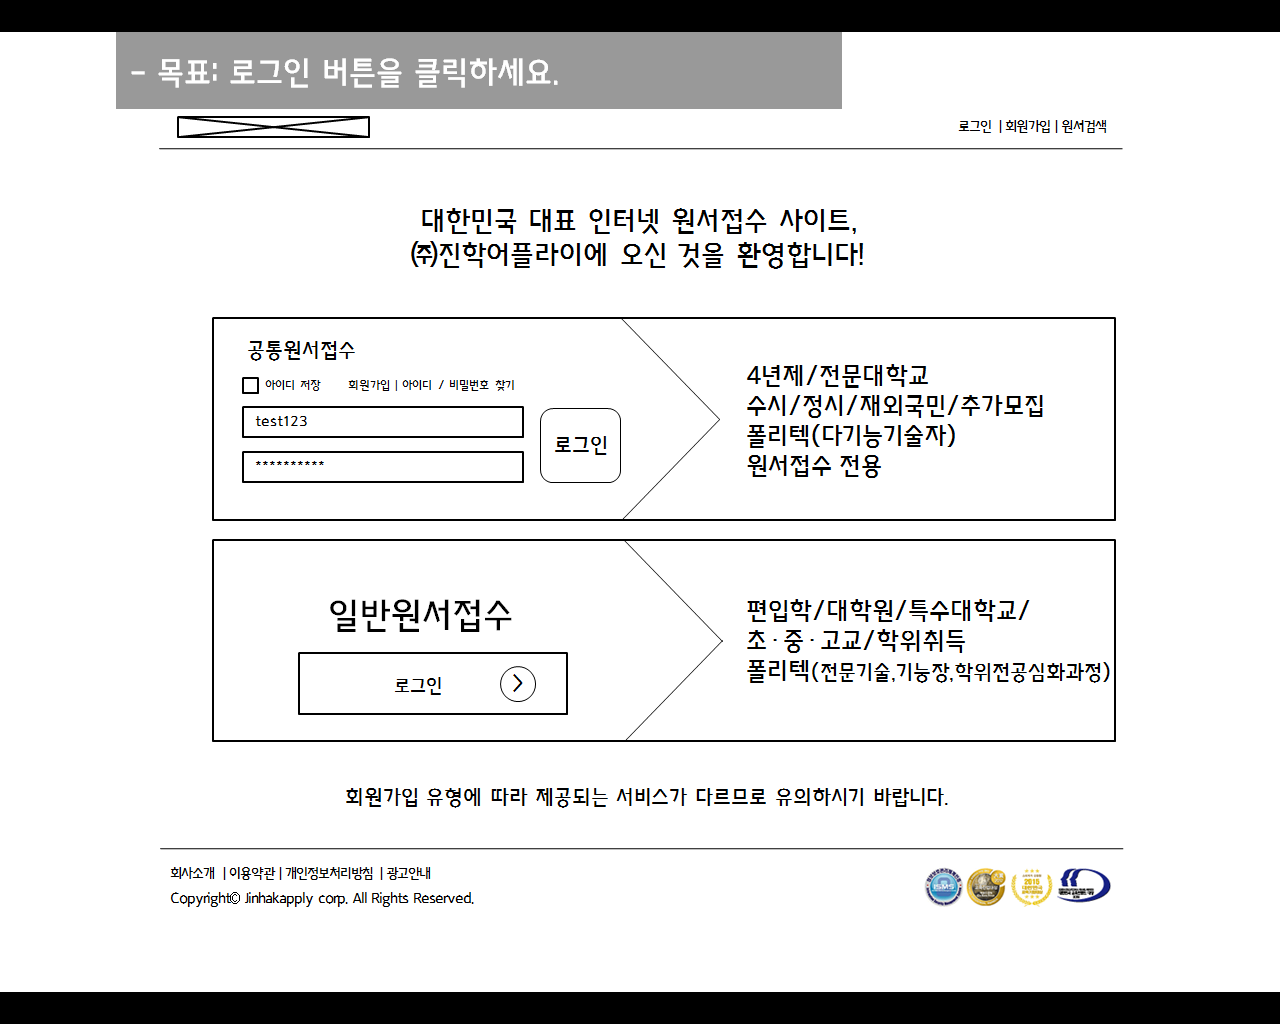 - 목표: 로그인 버튼을 클릭하세요.
로그인 | 회원가입 | 원서검색
대한민국 대표 인터넷 원서접수 사이트,
㈜진학어플라이에 오신 것을 환영합니다!
공통원서접수
아이디 저장 회원가입 | 아이디 / 비밀번호 찾기
test123
**********
로그인
4년제/전문대학교
수시/정시/재외국민/추가모집
폴리텍(다기능기술자)
원서접수 전용
일반원서접수
로그인
편입학/대학원/특수대학교/
초·중·고교/학위취득
폴리텍(전문기술,기능장,학위전공심화과정)
회원가입 유형에 따라 제공되는 서비스가 다르므로 유의하시기 바랍니다.
회사소개 | 이용약관 | 개인정보처리방침 | 광고안내
Copyright© Jinhakapply corp. All Rights Reserved.
ISMS